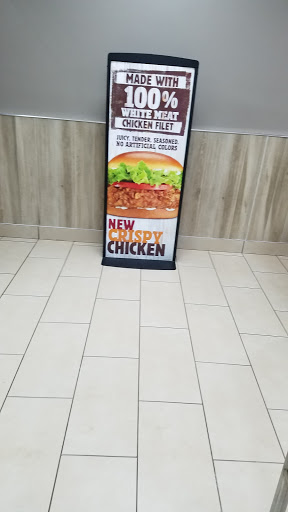 MADE WITH
100%
WHITE MEAT
CHICKEN FILET
JUICY. TENDER. SEASONED.
NO ARTIFICIAL COLORS
NEW
CRISPY
CHICKEN